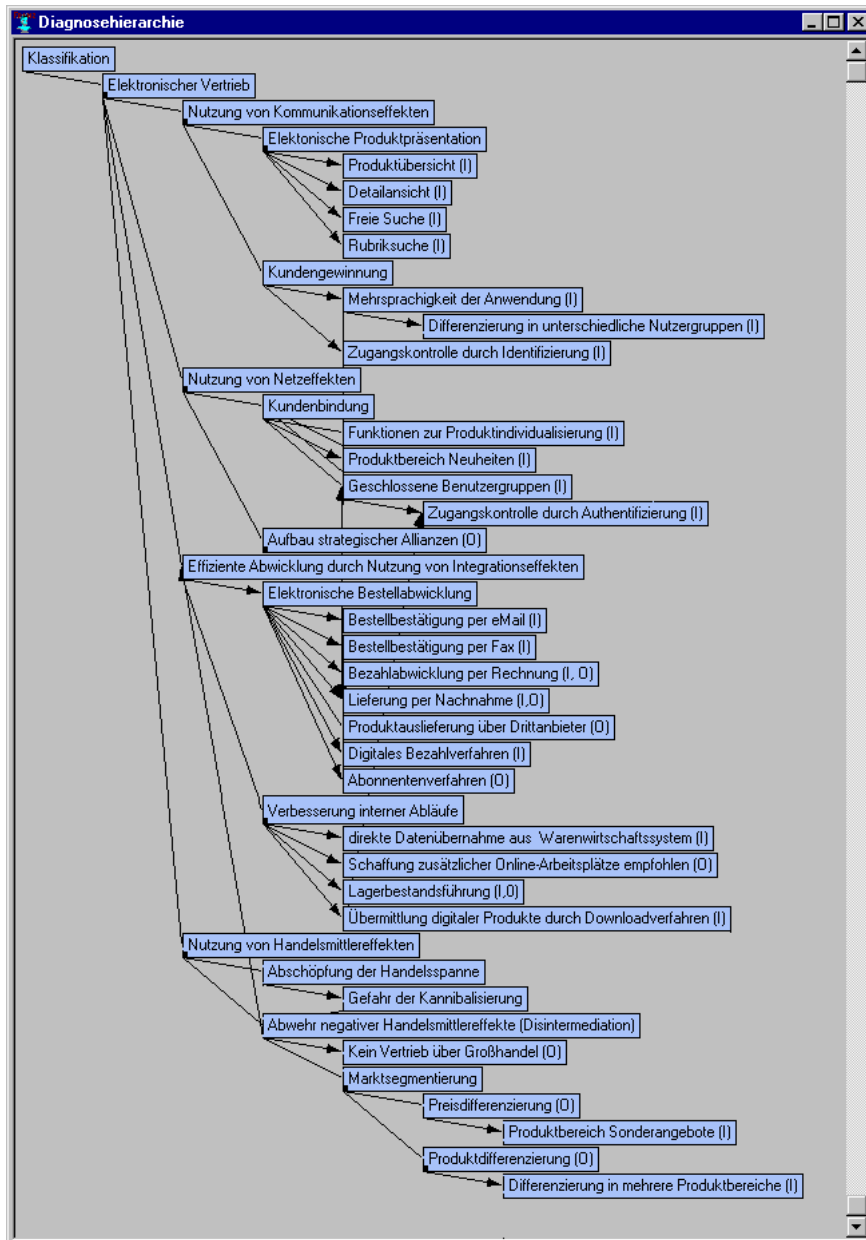 Diagnosehierarchie
Klassifikation
Elektronischer Vertrieb
Nutzung von Kommunikationseffekten
Elektonische Produktpräsentation
Produktübersicht (I)
Detailansicht (I)
Freie Suche (I)
Rubriksuche (I)
Kundengewinnung
Mehrsprachigkeit der Anwendung (I)
Differenzierung in unterschiedliche Nutzergruppen (I)
Zugangskontrolle durch Identifizierung (I)
Nutzung von Netzeffekten
Kundenbindung
Funktionen zur Produktindividualisierung (I)
Produktbereich Neuheiten (I)
Geschlossene Benutzergruppen (I)
Zugangskontrolle durch Authentifizierung (I)
Aufbau strategischer Allianzen (O)
Effiziente Abwicklung durch Nutzung von Integrationseffekten
Elektronische Bestellabwicklung
Bestellbestätigung per eMail (I)
Bestellbestätigung per Fax (I)
Bezahlabwicklung per Rechnung (I, O)
Lieferung per Nachnahme (I,O)
Produktauslieferung über Drittanbieter (O)
Digitales Bezahlverfahren (I)
Abonnentenverfahren (O)
Verbesserung interner Abläufe
direkte Datenübernahme aus Warenwirtschaftssystem (I)
Schaffung zusätzlicher Online-Arbeitsplätze empfohlen (O)
Lagerbestandsführung (I,O)
Übermittlung digitaler Produkte durch Downloadverfahren (I)
Nutzung von Handelsmittlereffekten
Abschöpfung der Handelsspanne
Gefahr der Kannibalisierung
Abwehr negativer Handelsmittlereffekte (Disintermediation)
Kein Vertrieb über Großhandel (O)
Marktsegmentierung
Preisdifferenzierung (O)
Produktbereich Sonderangebote (I)
Produktdifferenzierung (O)
Differenzierung in mehrere Produktbereiche (I)